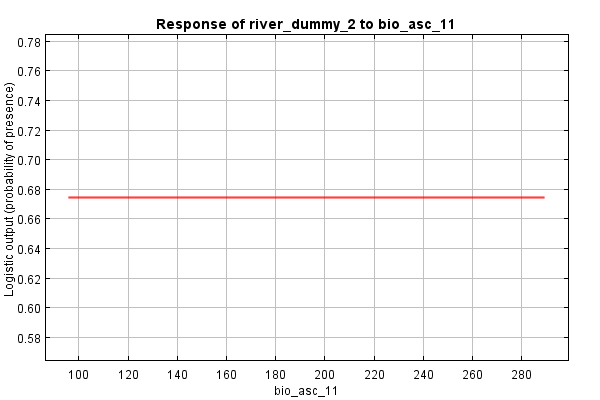 Response of river_dummy_2 to bio_asc_11
Logistic output (probability of presence)
0.78
0.76
0.74
0.72
0.70
0.68
0.66
0.64
0.62
0.60
0.58
100 120 140 160 180 200 220 240 260 280
bio_asc_11